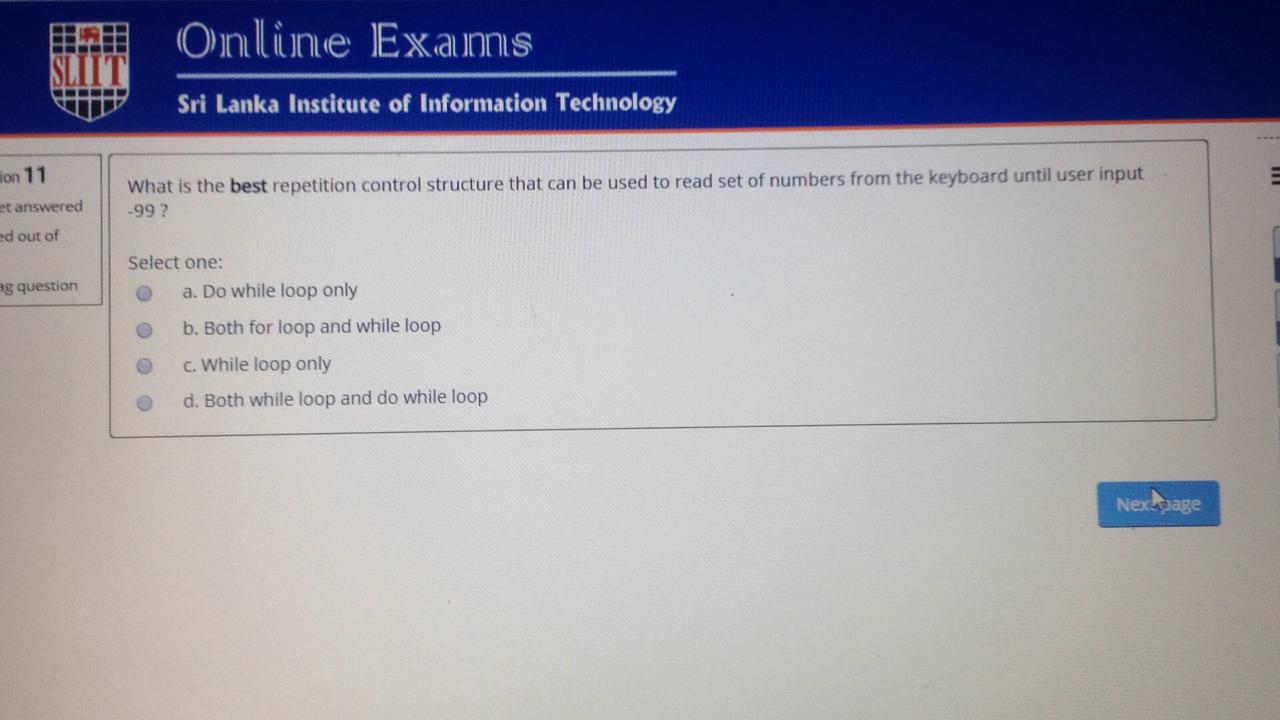 SLIIT
Online Exams
Sri Lanka Institute of Information Technology
ion 11
et answered
ed out of
ag question
What is the best repetition control structure that can be used to read set of numbers from the keyboard until user input
-99 ?
Select one:
a. Do while loop only
b. Both for loop and while loop
c. While loop only
d. Both while loop and do while loop
Next page